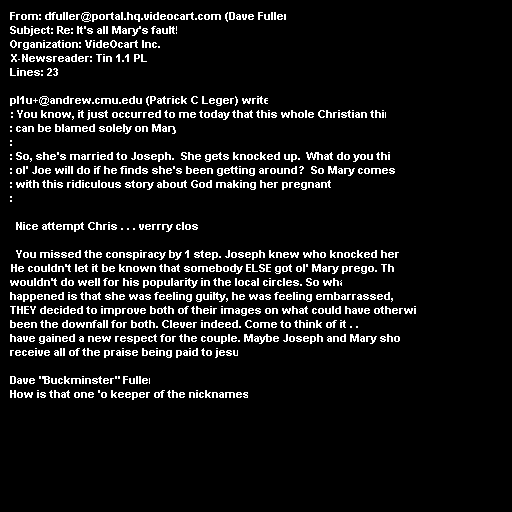 From: dfuller@portal.hq.videocart.com (Dave Fuller
Subject: Re: It's all Mary's fault!
Organization: VideOcart Inc.
X-Newsreader: Tin 1.1 PL
Lines: 23
pl1u+@andrew.cmu.edu (Patrick C Leger) write
: You know, it just occurred to me today that this whole Christian thi
: can be blamed solely on Mary
:
: So, she's married to Joseph.  She gets knocked up.  What do you thi
: ol' Joe will do if he finds she's been getting around?  So Mary comes
: with this ridiculous story about God making her pregnant
:
Nice attempt Chris . . . verrry clos
You missed the conspiracy by 1 step. Joseph knew who knocked her
He couldn't let it be known that somebody ELSE got ol' Mary prego. Th
wouldn't do well for his popularity in the local circles. So wha
happened is that she was feeling guilty, he was feeling embarrassed,
THEY decided to improve both of their images on what could have otherwi
been the downfall for both. Clever indeed. Come to think of it . .
have gained a new respect for the couple. Maybe Joseph and Mary sho
receive all of the praise being paid to jesu
Dave "Buckminster" Fuller
How is that one 'o keeper of the nicknames